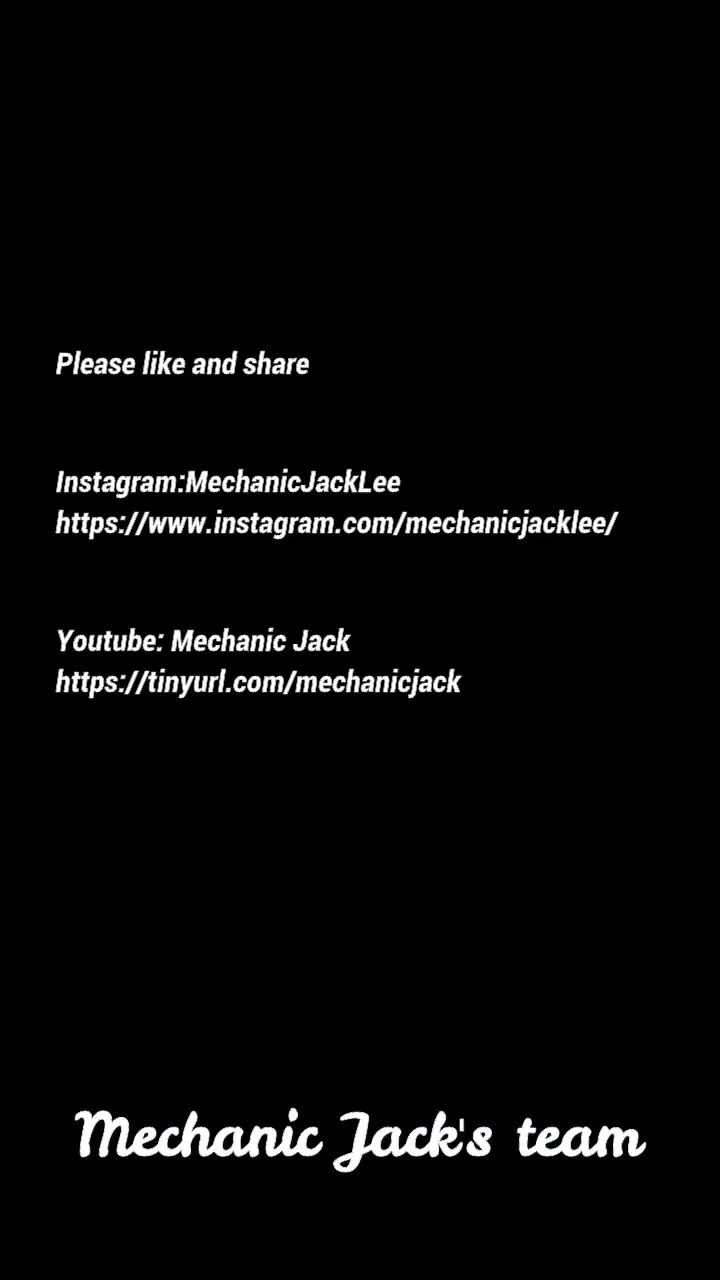 Please like and share
Instagram:MechanicJackLee
https://www.instagram.com/mechanicjacklee/
Youtube: Mechanic Jack
https://tinyurl.com/mechanicjack
Mechanic Jack's team